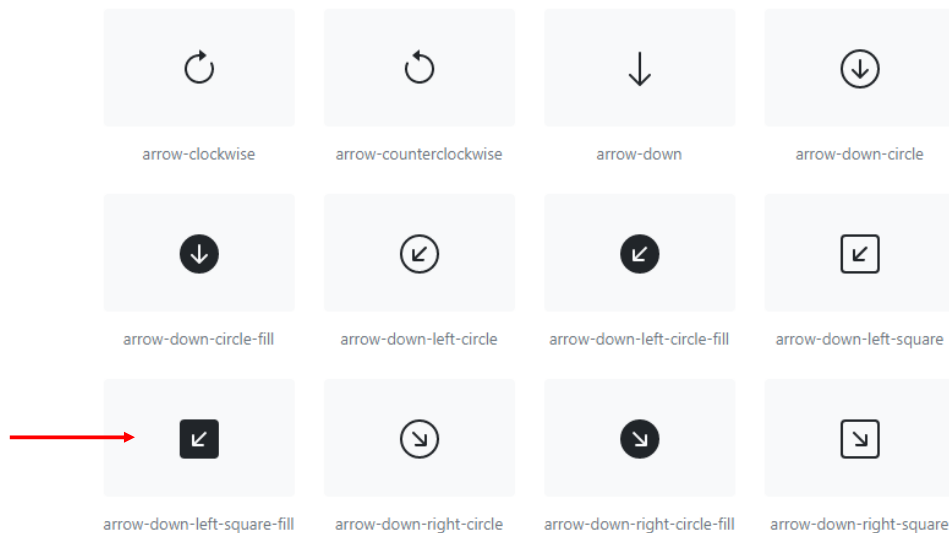 arrow-clockwise
arrow-counterclockwise
arrow-down
arrow-down-circle
arrow-down-circle-fill
arrow-down-left-circle
arrow-down-left-circle-fill
arrow-down-left-square
arrow-down-left-square-fill
arrow-down-right-circle
arrow-down-right-circle-fill
arrow-down-right-square